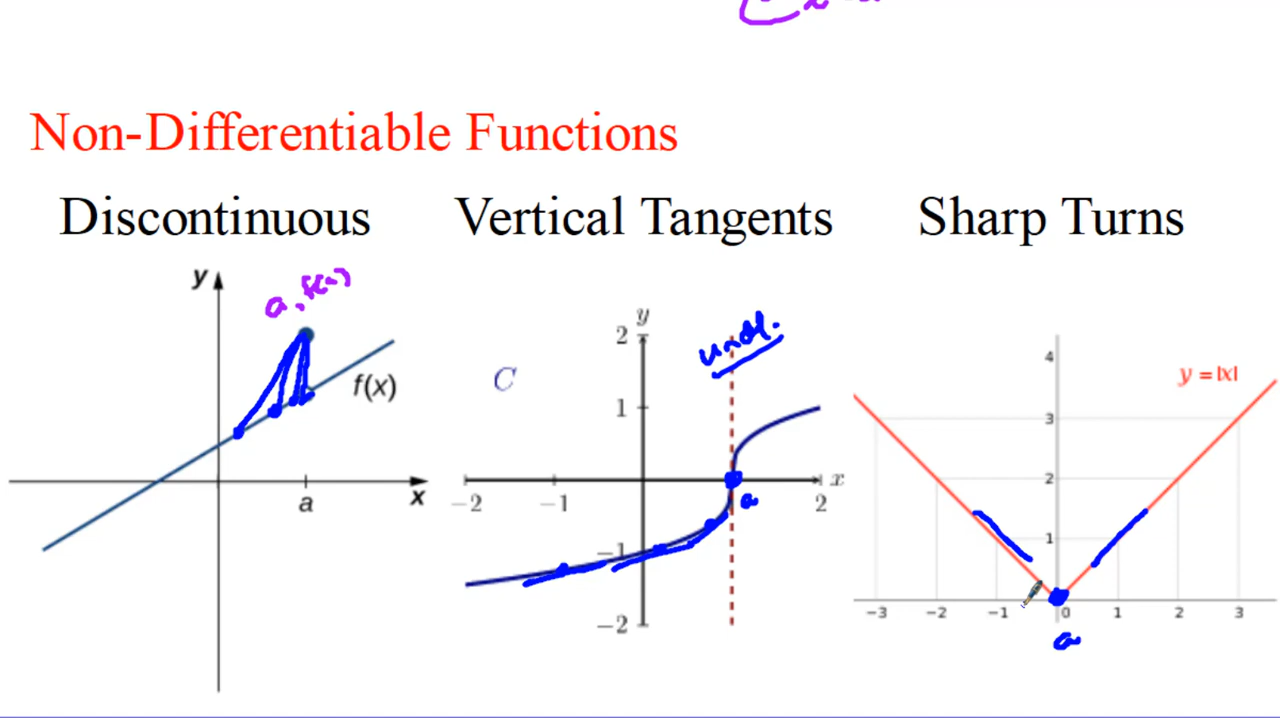 Non-Differentiable Functions
Discontinuous
Vertical Tangents
Sharp Turns
y
a, f(a)
f(x)
a
x
y
2
1
C
und.
-2
-1
a
2
x
-1
-2
4
y = |x|
3
2
1
-3
-2
-1
0
1
2
3
a